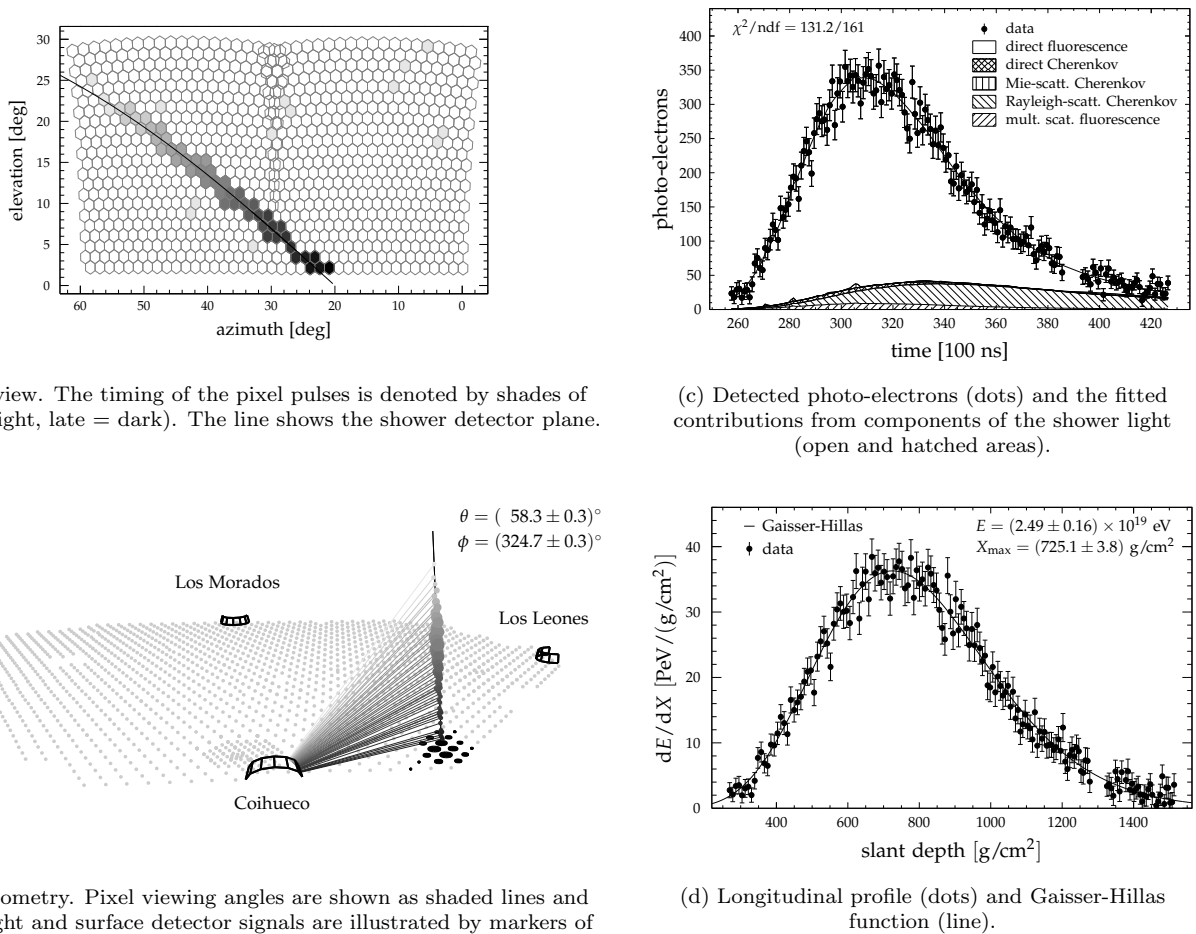 30
25
20
15
10
5
0
elevation [deg]
60 50 40 30 20 10 0
azimuth [deg]
view. The timing of the pixel pulses is denoted by shades of
ight, late = dark). The line shows the shower detector plane.
χ²/ndf = 131.2/161
data
direct fluorescence
direct Cherenkov
Mie-scatt. Cherenkov
Rayleigh-scatt. Cherenkov
mult. scat. fluorescence
400
350
300
250
200
150
100
50
0
photo-electrons
260 280 300 320 340 360 380 400 420
time [100 ns]
(c) Detected photo-electrons (dots) and the fitted
contributions from components of the shower light
(open and hatched areas).
θ = ( 58.3 ± 0.3)°
ϕ = (324.7 ± 0.3)°
Los Morados
Los Leones
Coihueco
ometry. Pixel viewing angles are shown as shaded lines and
ght and surface detector signals are illustrated by markers of
Gaisser-Hillas
data
E = (2.49 ± 0.16) × 10¹⁹ eV
Xmax = (725.1 ± 3.8) g/cm²
40
30
20
10
0
dE/dX [PeV/(g/cm²)]
400 600 800 1000 1200 1400
slant depth [g/cm²]
(d) Longitudinal profile (dots) and Gaisser-Hillas
function (line).